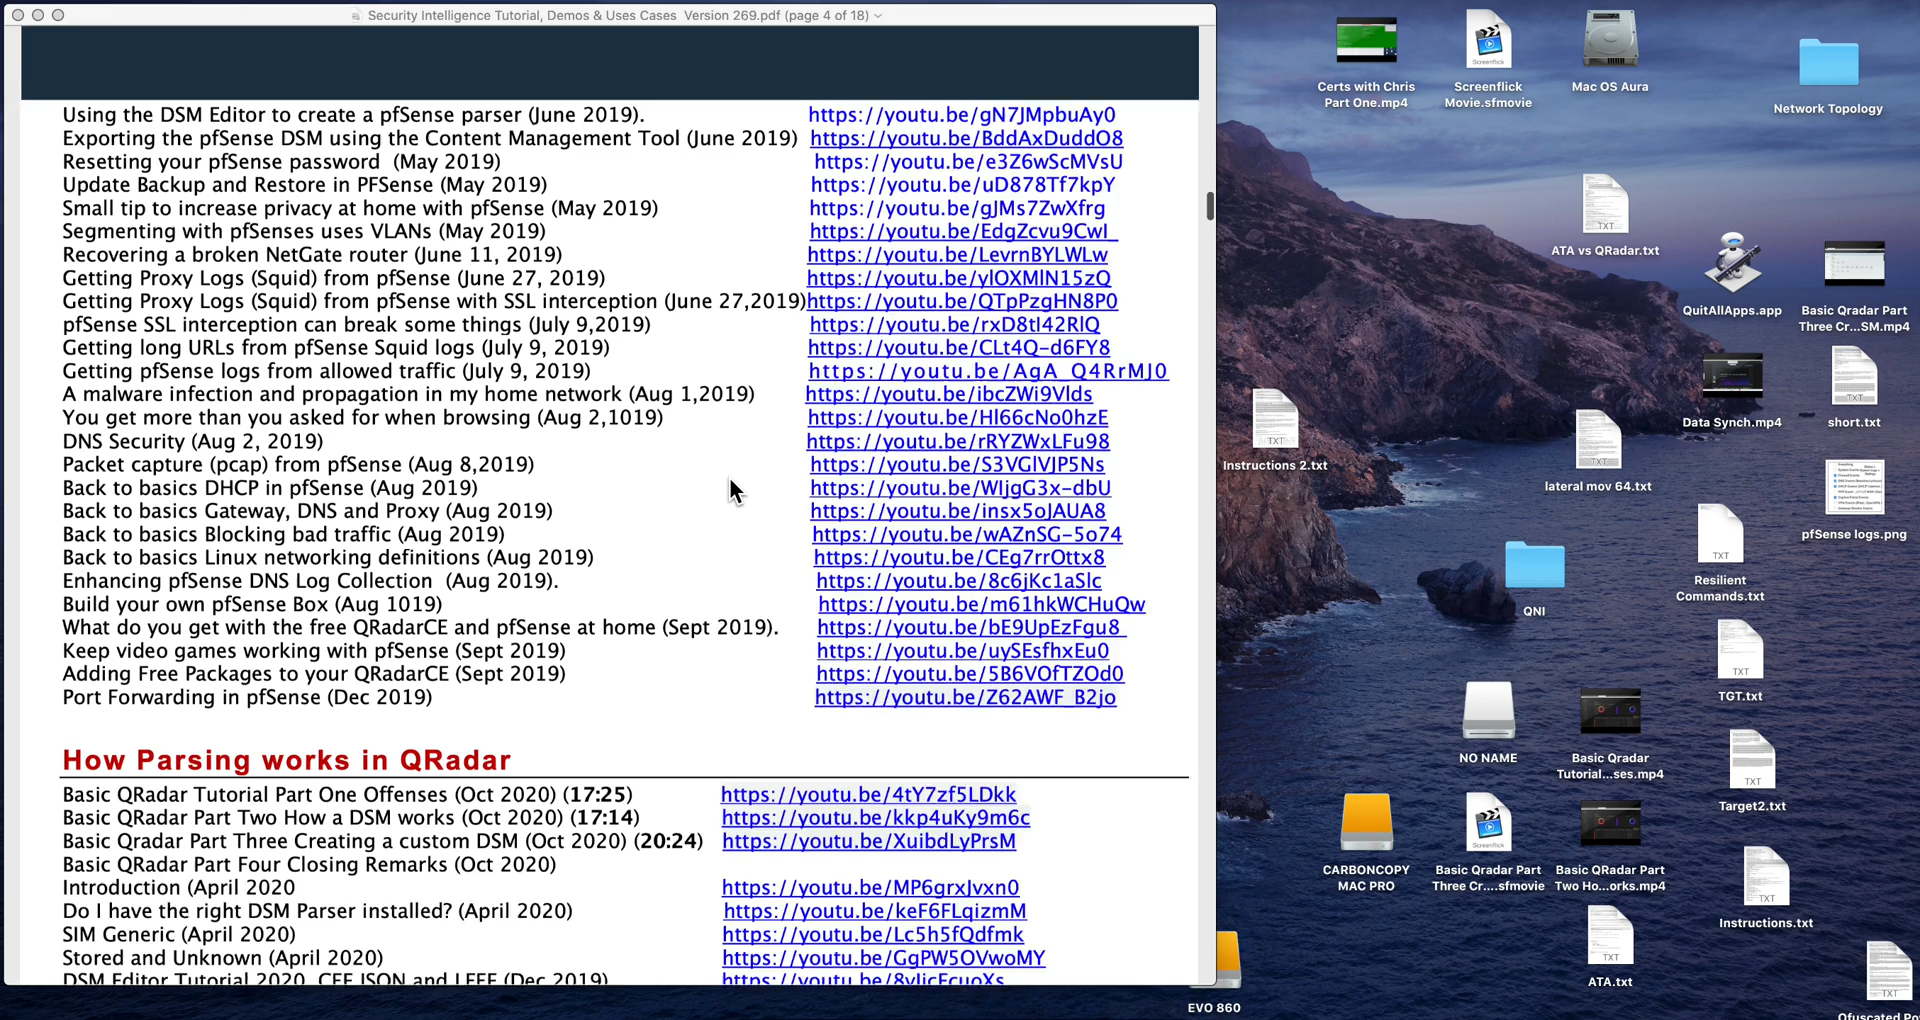 Security Intelligence Tutorial, Demos & Uses Cases Version 269.pdf (page 4 of 18)
Using the DSM Editor to create a pfSense parser (June 2019). https://youtu.be/gN7JMpbuAy0
Exporting the pfSense DSM using the Content Management Tool (June 2019) https://youtu.be/BddAxDuddO8
Resetting your pfSense password (May 2019) https://youtu.be/e3Z6wScMVsU
Update Backup and Restore in PFSense (May 2019) https://youtu.be/uD878Tf7kpY
Small tip to increase privacy at home with pfSense (May 2019) https://youtu.be/gJMs7ZwXfrg
Segmenting with pfSenses uses VLANs (May 2019) https://youtu.be/EdgZcvu9CwI_
Recovering a broken NetGate router (June 11, 2019) https://youtu.be/LevrnBYLWLw
Getting Proxy Logs (Squid) from pfSense (June 27, 2019) https://youtu.be/ylOXMlN15zQ
Getting Proxy Logs (Squid) from pfSense with SSL interception (June 27,2019)https://youtu.be/QTpPzgHN8P0
pfSense SSL interception can break some things (July 9,2019) https://youtu.be/rxD8tI42RlQ
Getting long URLs from pfSense Squid logs (July 9, 2019) https://youtu.be/CLt4Q-d6FY8
Getting pfSense logs from allowed traffic (July 9, 2019) https://youtu.be/AgA_Q4RrMJ0
A malware infection and propagation in my home network (Aug 1,2019) https://youtu.be/ibcZWi9Vlds
You get more than you asked for when browsing (Aug 2,1019) https://youtu.be/Hl66cNo0hzE
DNS Security (Aug 2, 2019) https://youtu.be/rRYZWxLFu98
Packet capture (pcap) from pfSense (Aug 8,2019) https://youtu.be/S3VGlVJP5Ns
Back to basics DHCP in pfSense (Aug 2019) https://youtu.be/WIjgG3x-dbU
Back to basics Gateway, DNS and Proxy (Aug 2019) https://youtu.be/insx5oJAUA8
Back to basics Blocking bad traffic (Aug 2019) https://youtu.be/wAZnSG-5o74
Back to basics Linux networking definitions (Aug 2019) https://youtu.be/CEg7rrOttx8
Enhancing pfSense DNS Log Collection (Aug 2019). https://youtu.be/8c6jKc1aSlc
Build your own pfSense Box (Aug 1019) https://youtu.be/m61hkWCHuQw
What do you get with the free QRadarCE and pfSense at home (Sept 2019). https://youtu.be/bE9UpEzFgu8
Keep video games working with pfSense (Sept 2019) https://youtu.be/uySEsfhxEu0
Adding Free Packages to your QRadarCE (Sept 2019) https://youtu.be/5B6VOfTZOd0
Port Forwarding in pfSense (Dec 2019) https://youtu.be/Z62AWF_B2jo
How Parsing works in QRadar
Basic QRadar Tutorial Part One Offenses (Oct 2020) (17:25) https://youtu.be/4tY7zf5LDkk
Basic QRadar Part Two How a DSM works (Oct 2020) (17:14) https://youtu.be/kkp4uKy9m6c
Basic Qradar Part Three Creating a custom DSM (Oct 2020) (20:24) https://youtu.be/XuibdLyPrsM
Basic QRadar Part Four Closing Remarks (Oct 2020)
Introduction (April 2020 https://youtu.be/MP6grxJvxn0
Do I have the right DSM Parser installed? (April 2020) https://youtu.be/keF6FLqizmM
SIM Generic (April 2020) https://youtu.be/Lc5h5fQdfmk
Stored and Unknown (April 2020) https://youtu.be/GgPW5OVwoMY
DSM Editor Tutorial 2020, CEF JSON and LEEF (Dec 2019)
Certs with Chris
Part One.mp4
Screenflick
Screenflick
Movie.sfmovie
Mac OS Aura
Network Topology
TXT
ATA vs QRadar.txt
QuitAllApps.app
Basic Qradar Part
Three Cr...SM.mp4
TXT
Instructions 2.txt
Data Synch.mp4
TXT
short.txt
TXT
lateral mov 64.txt
pfSense logs.png
TXT
Resilient
Commands.txt
QNI
TXT
TGT.txt
NO NAME
Basic Qradar
Tutorial...ses.mp4
TXT
Target2.txt
CARBONCOPY
MAC PRO
Screenflick
Basic Qradar Part
Three Cr....sfmovie
Basic QRadar Part
Two Ho...orks.mp4
TXT
Instructions.txt
TXT
ATA.txt
EVO 860
TXT
Ofuscated Po